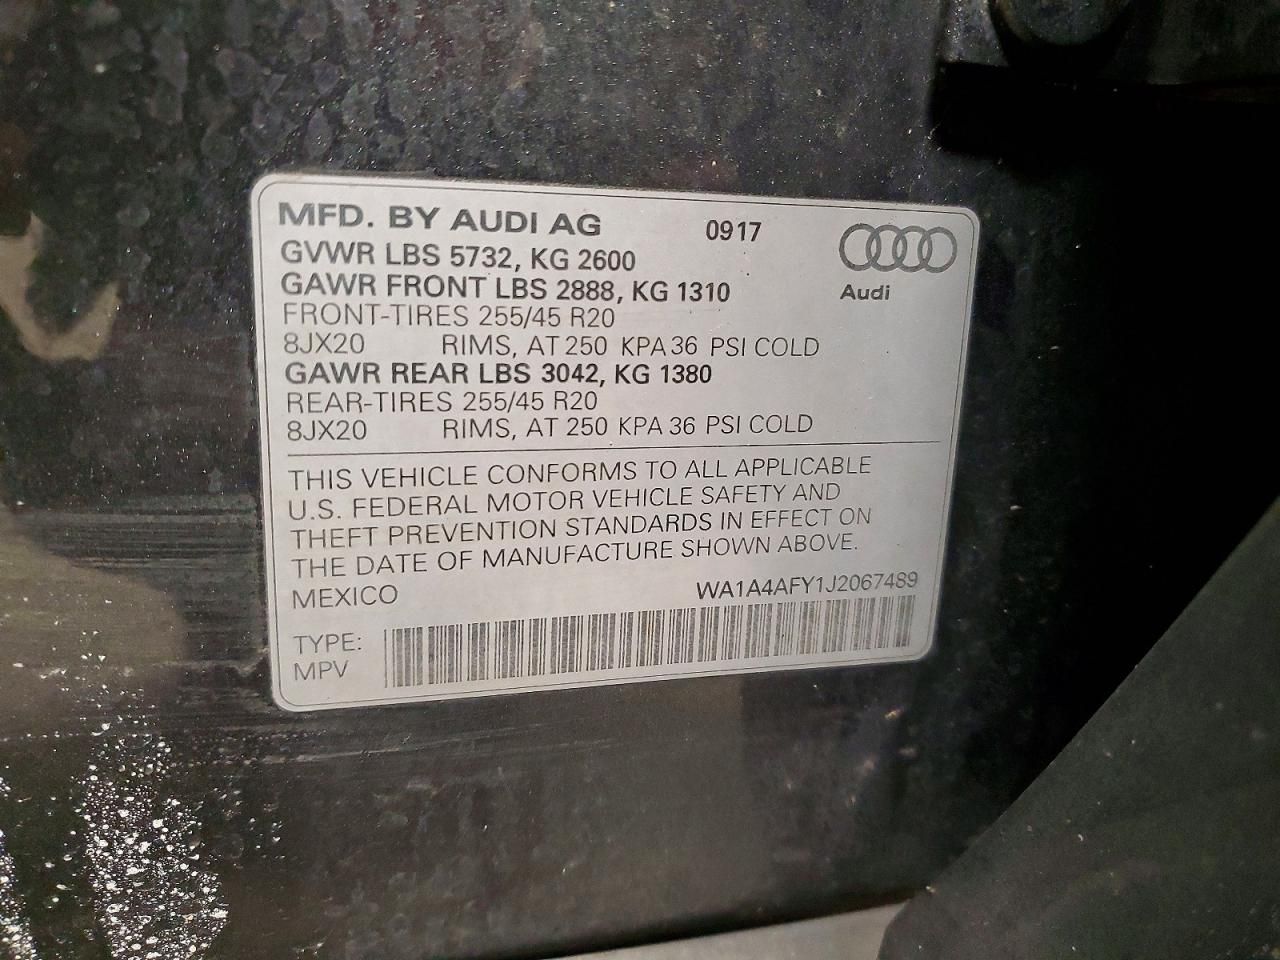 MFD. BY AUDI AG 0917
GVWR LBS 5732, KG 2600
GAWR FRONT LBS 2888, KG 1310
Audi
FRONT-TIRES 255/45 R20
8JX20 RIMS, AT 250 KPA 36 PSI COLD
GAWR REAR LBS 3042, KG 1380
REAR-TIRES 255/45 R20
8JX20 RIMS, AT 250 KPA 36 PSI COLD
THIS VEHICLE CONFORMS TO ALL APPLICABLE
U.S. FEDERAL MOTOR VEHICLE SAFETY AND
THEFT PREVENTION STANDARDS IN EFFECT ON
THE DATE OF MANUFACTURE SHOWN ABOVE.
MEXICO WA1A4AFY1J2067489
TYPE:
MPV